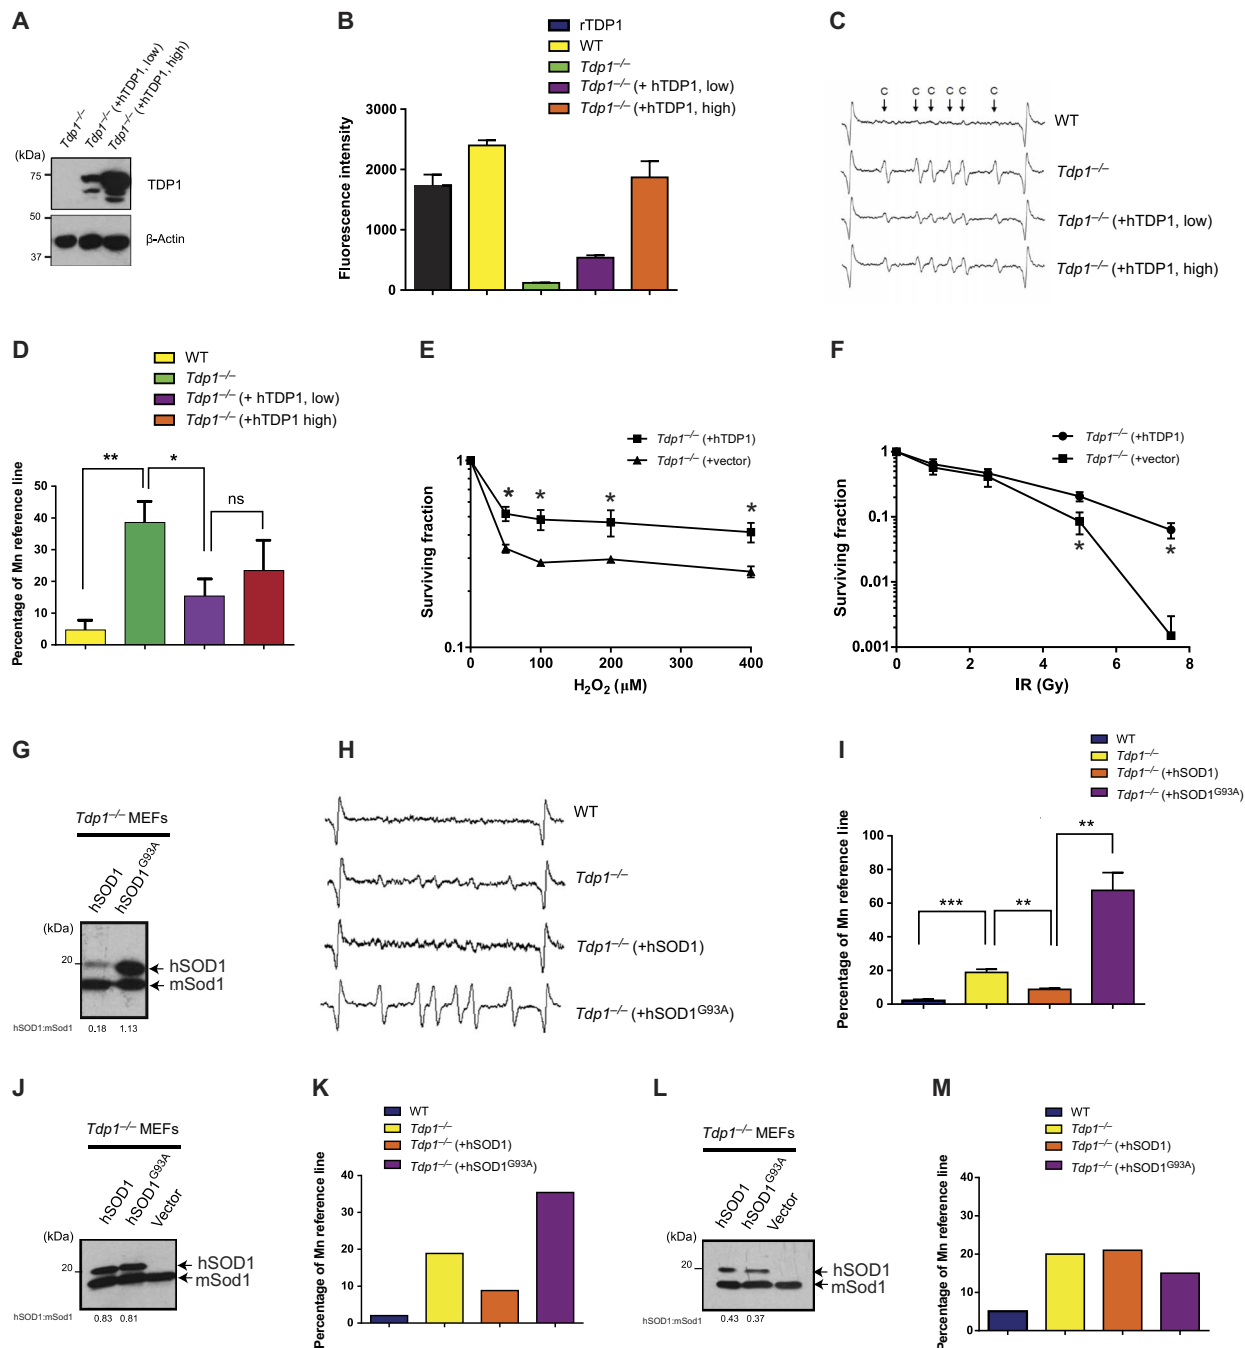 A
Tdp1–/–
Tdp1–/– (+hTDP1, low)
Tdp1–/– (+hTDP1, high)
(kDa)
75
TDP1
50
β-Actin
37
B
rTDP1
WT
Tdp1–/–
Tdp1–/– (+ hTDP1, low)
Tdp1–/– (+hTDP1, high)
Fluorescence intensity
3000
2000
1000
0
C
C C C C C C
WT
Tdp1–/–
Tdp1–/– (+hTDP1, low)
Tdp1–/– (+hTDP1, high)
D
WT
Tdp1–/–
Tdp1–/– (+ hTDP1, low)
Tdp1–/– (+hTDP1 high)
Percentage of Mn reference line
50
40
30
20
10
0
** * ns
E
Tdp1–/– (+hTDP1)
Tdp1–/– (+vector)
Surviving fraction
1
0.1
* * * *
0 100 200 300 400
H2O2 (µM)
F
Tdp1–/– (+hTDP1)
Tdp1–/– (+vector)
Surviving fraction
1
0.1
0.01
0.001
* *
0 2 4 6 8
IR (Gy)
G
Tdp1–/– MEFs
hSOD1
hSOD1G93A
(kDa)
20
hSOD1
mSod1
hSOD1:mSod1 0.18 1.13
H
WT
Tdp1–/–
Tdp1–/– (+hSOD1)
Tdp1–/– (+hSOD1G93A)
I
WT
Tdp1–/–
Tdp1–/– (+hSOD1)
Tdp1–/– (+hSOD1G93A)
Percentage of Mn reference line
100
80
60
40
20
0
*** ** **
J
Tdp1–/– MEFs
hSOD1
hSOD1G93A
Vector
(kDa)
20
hSOD1
mSod1
hSOD1:mSod1 0.83 0.81
K
WT
Tdp1–/–
Tdp1–/– (+hSOD1)
Tdp1–/– (+hSOD1G93A)
Percentage of Mn reference line
40
30
20
10
0
L
Tdp1–/– MEFs
hSOD1
hSOD1G93A
Vector
(kDa)
20
hSOD1
mSod1
hSOD1:mSod1 0.43 0.37
M
WT
Tdp1–/–
Tdp1–/– (+hSOD1)
Tdp1–/– (+hSOD1G93A)
Percentage of Mn reference line
40
30
20
10
0